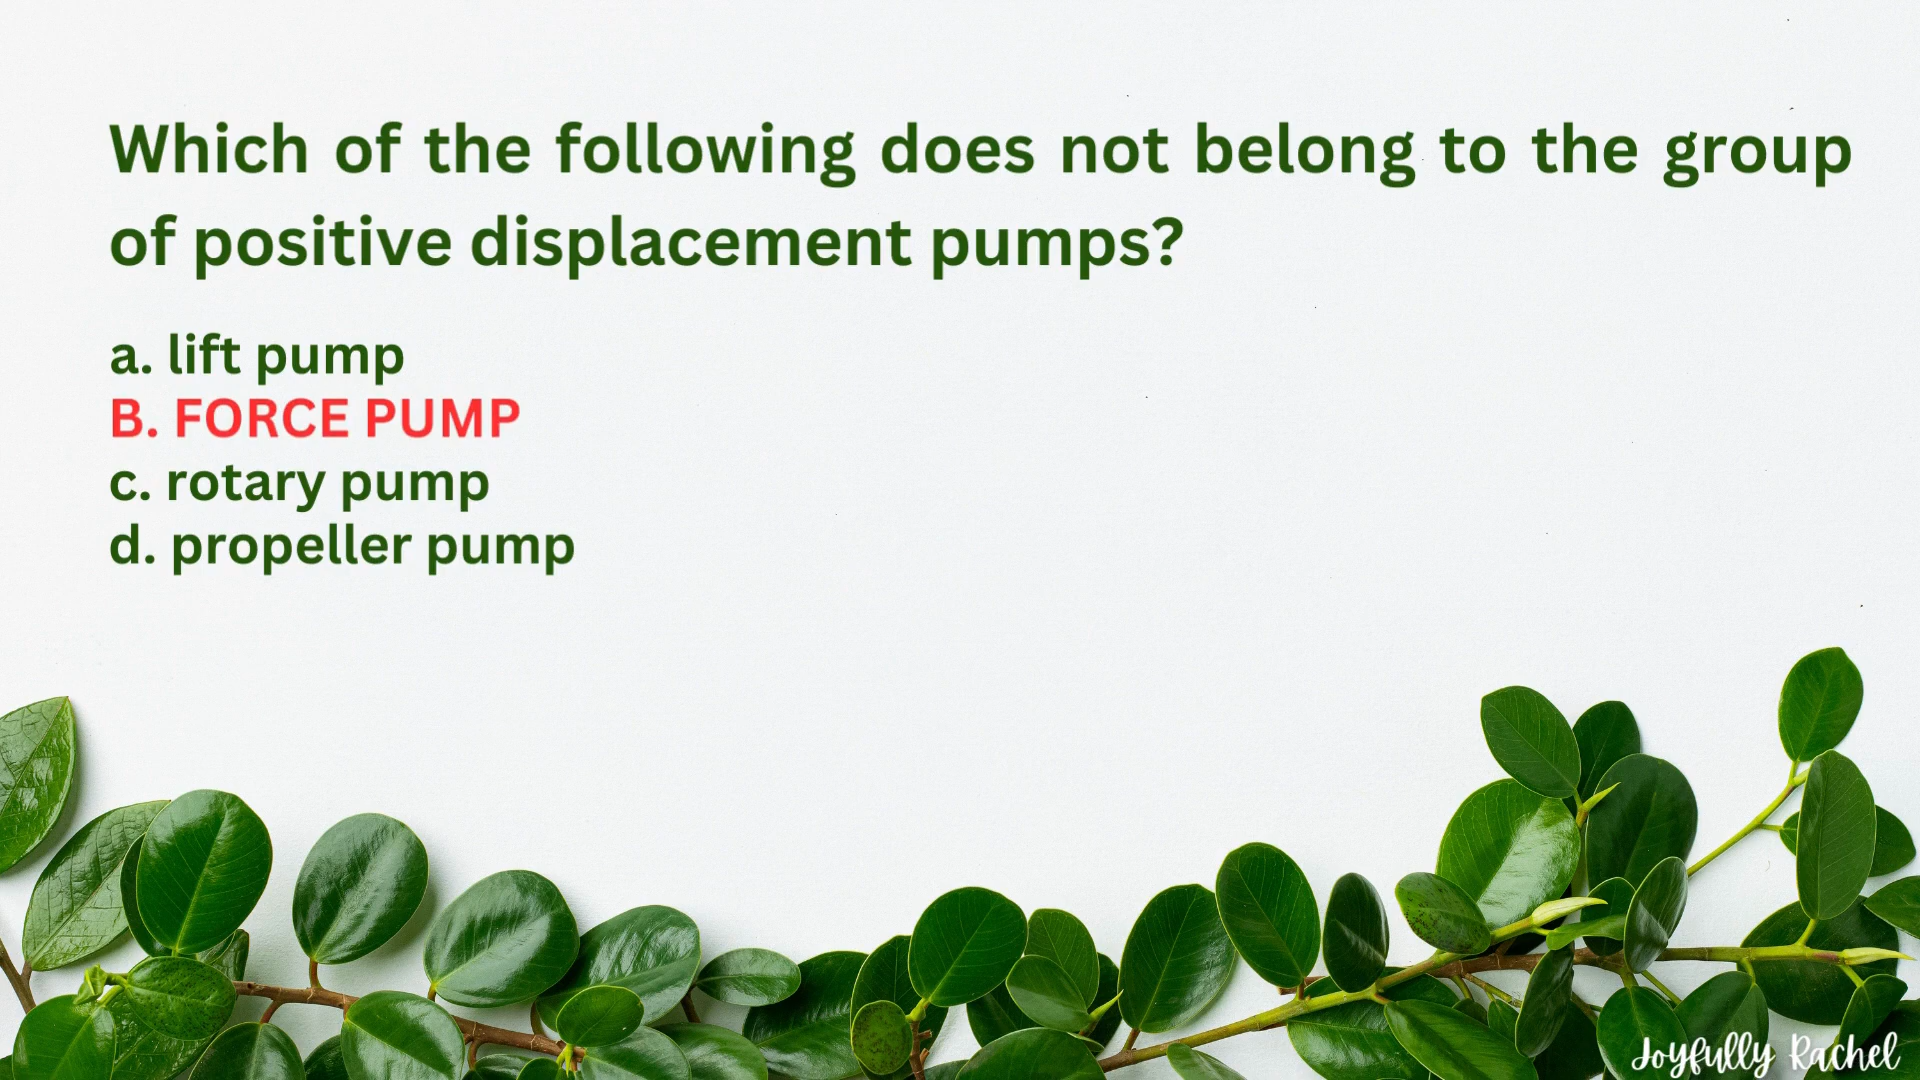 Which of the following does not belong to the group
of positive displacement pumps?
a. lift pump
B. FORCE PUMP
c. rotary pump
d. propeller pump
Joyfully Rachel